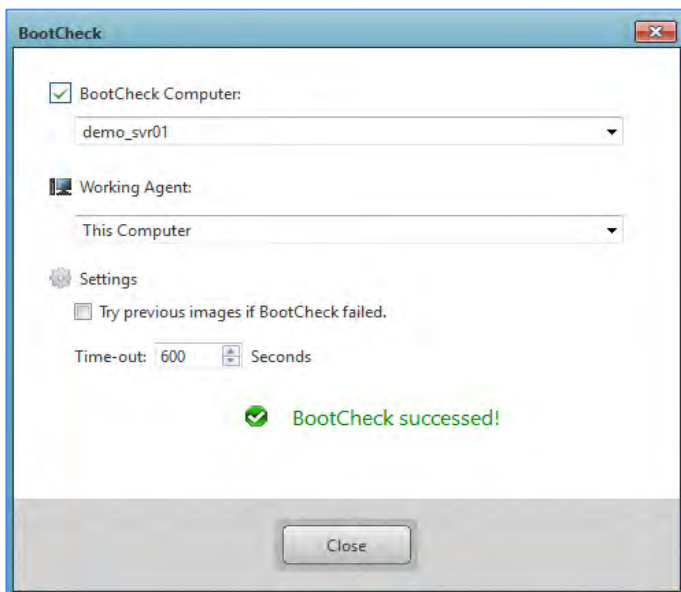 BootCheck
BootCheck Computer:
demo_svr01
Working Agent:
This Computer
Settings
Try previous images if BootCheck failed.
Time-out: 600 Seconds
BootCheck successed!
Close